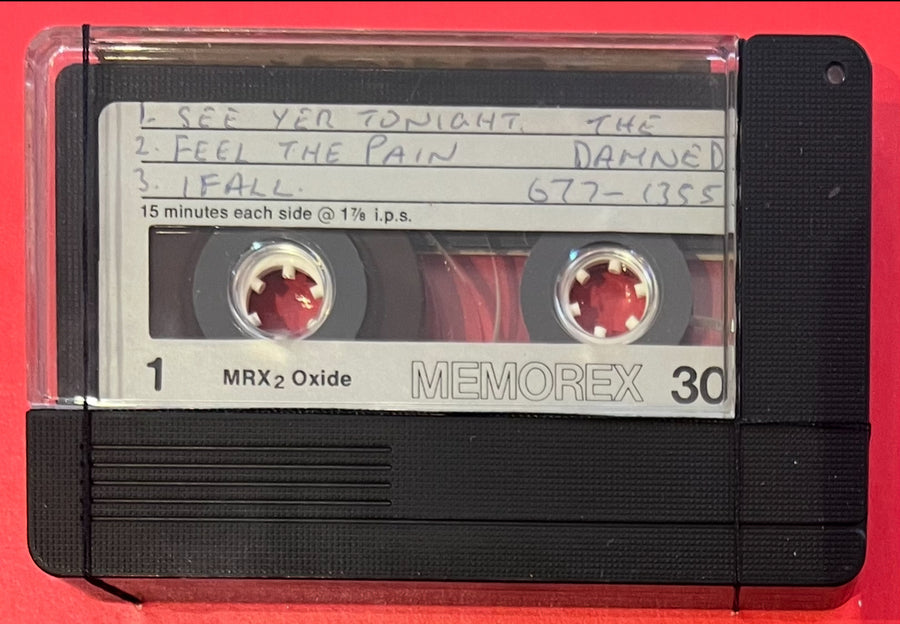 1. SEE YER TONIGHT. THE
2. FEEL THE PAIN DAMNED
3. I FALL. 677-1355
15 minutes each side @ 1⅞ i.p.s.
1 MRX2 Oxide MEMOREX 30